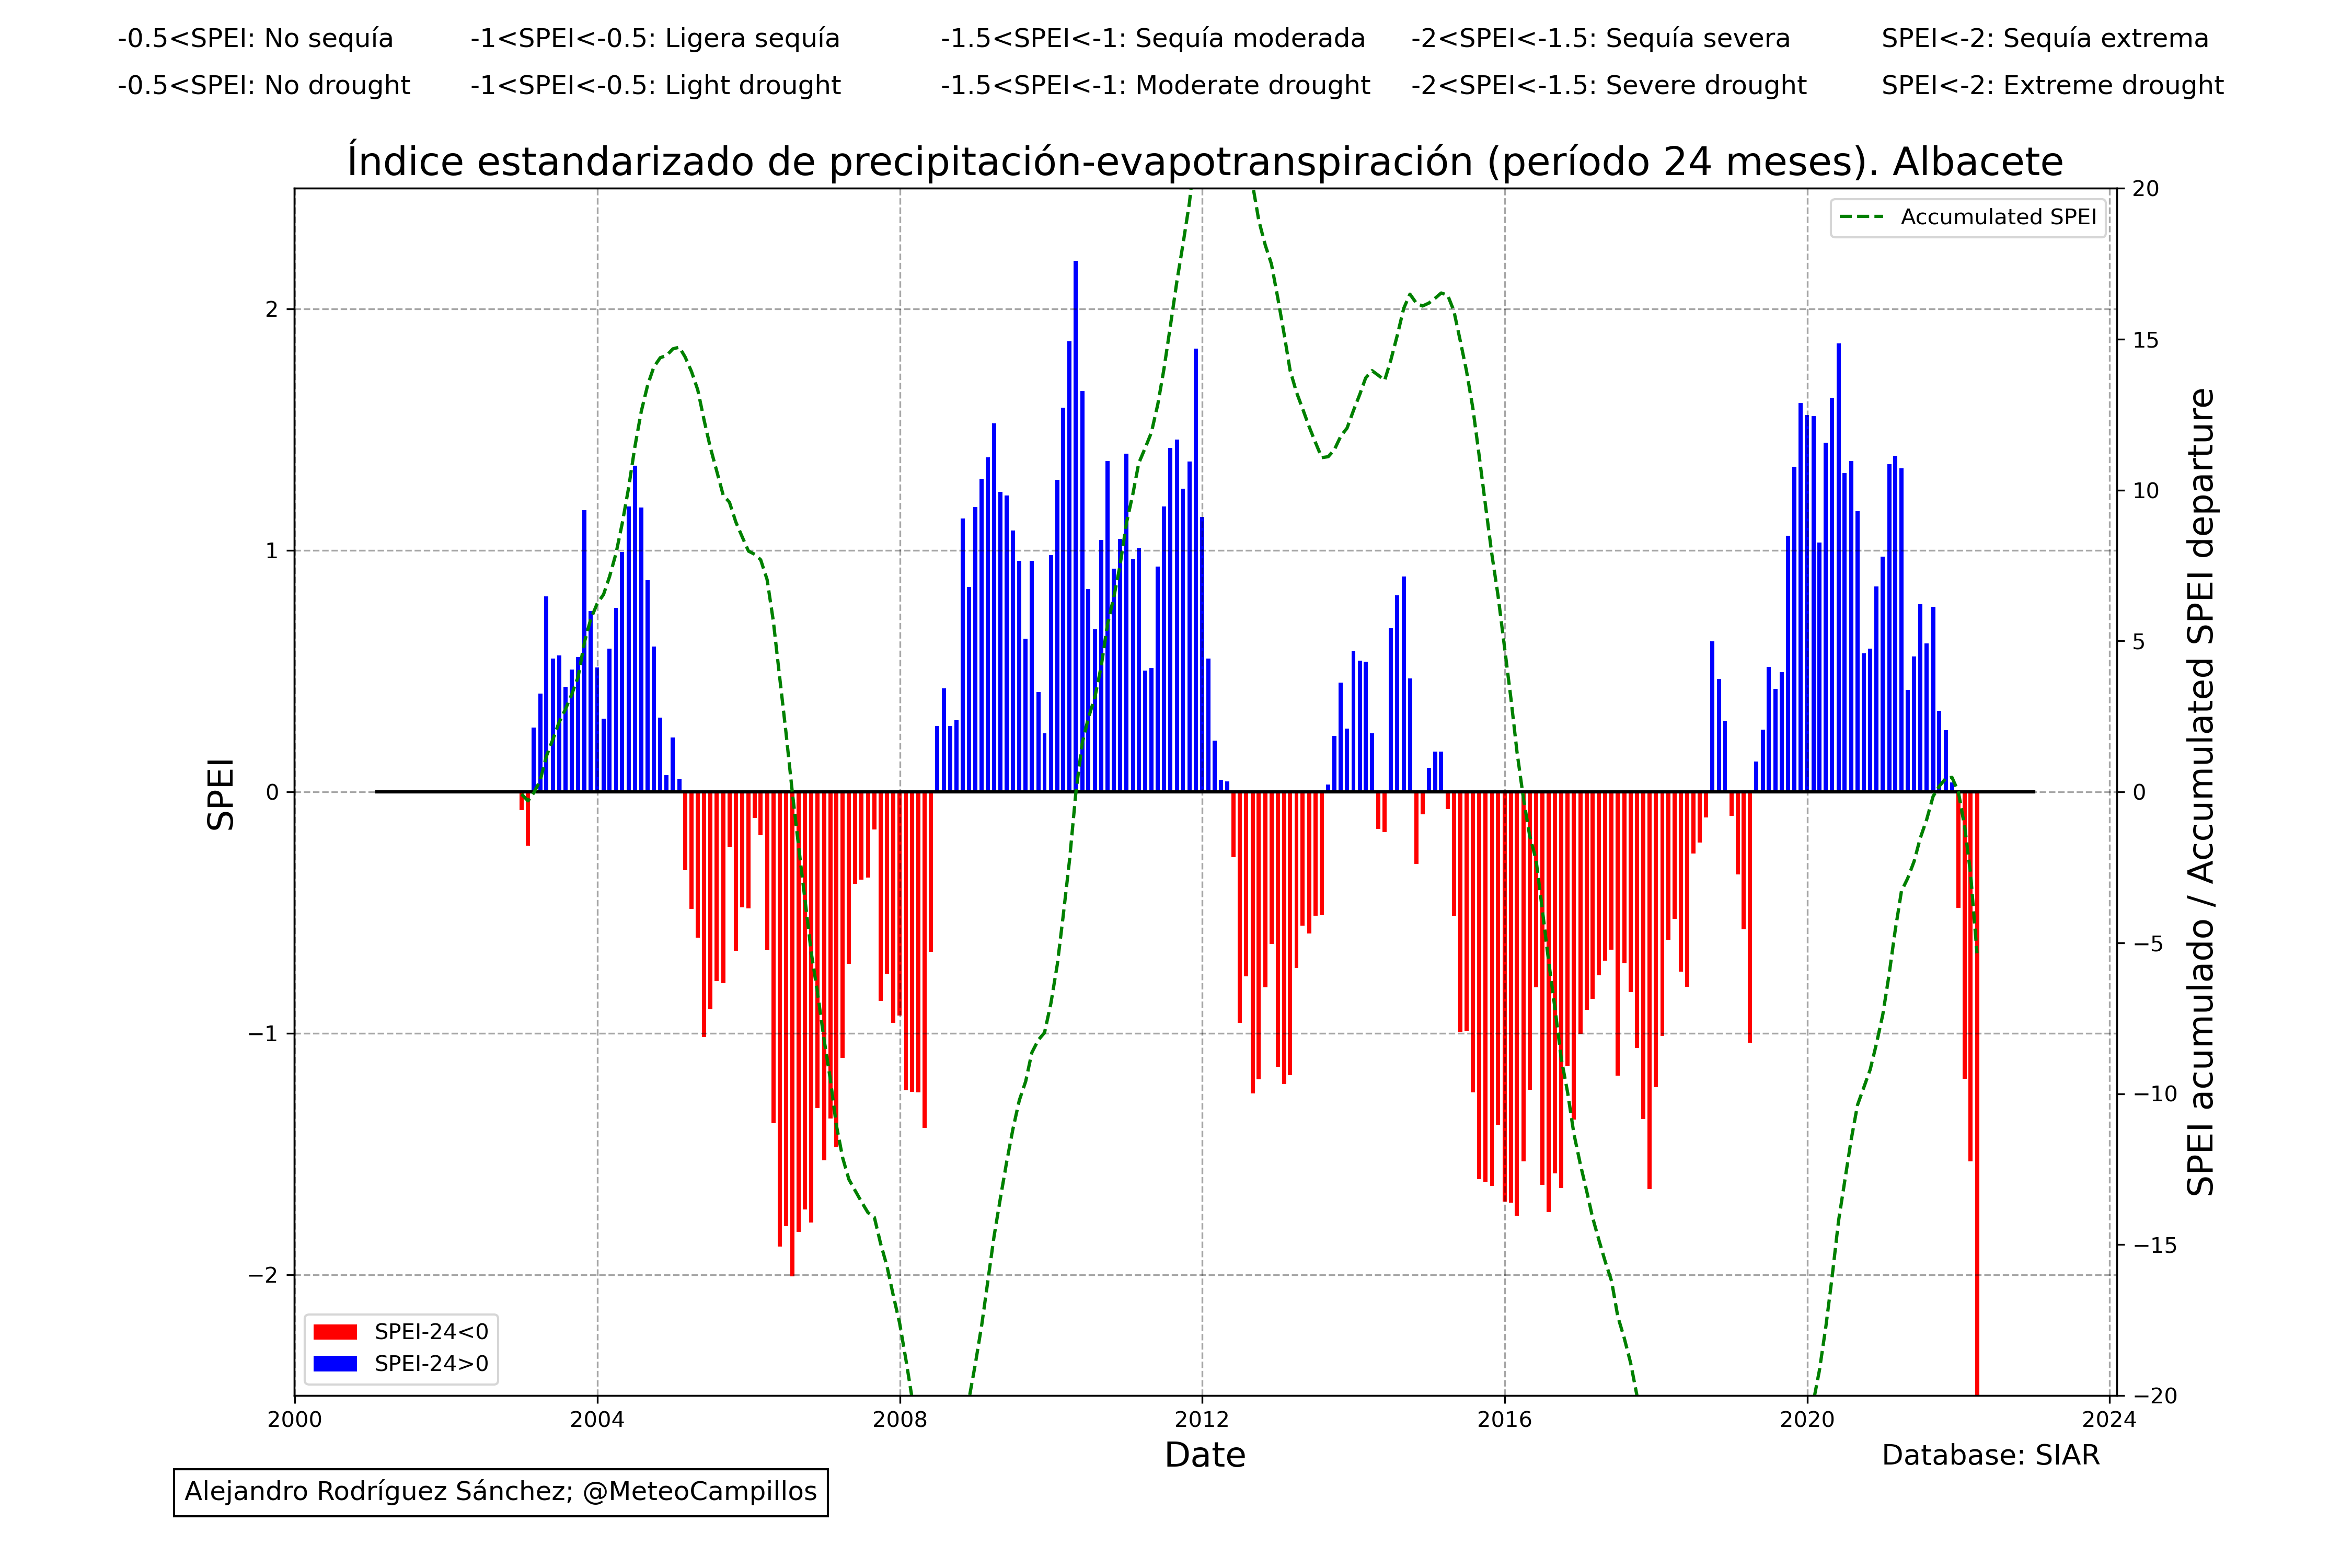 -0.5<SPEI: No sequía
-1<SPEI<-0.5: Ligera sequía
-1.5<SPEI<-1: Sequía moderada
-2<SPEI<-1.5: Sequía severa
SPEI<-2: Sequía extrema
-0.5<SPEI: No drought
-1<SPEI<-0.5: Light drought
-1.5<SPEI<-1: Moderate drought
-2<SPEI<-1.5: Severe drought
SPEI<-2: Extreme drought
Índice estandarizado de precipitación-evapotranspiración (período 24 meses). Albacete
Accumulated SPEI
2
1
0
−1
−2
SPEI
20
15
10
5
0
−5
−10
−15
−20
SPEI acumulado / Accumulated SPEI departure
SPEI-24<0
SPEI-24>0
2000
2004
2008
2012
2016
2020
2024
Date
Database: SIAR
Alejandro Rodríguez Sánchez; @MeteoCampillos